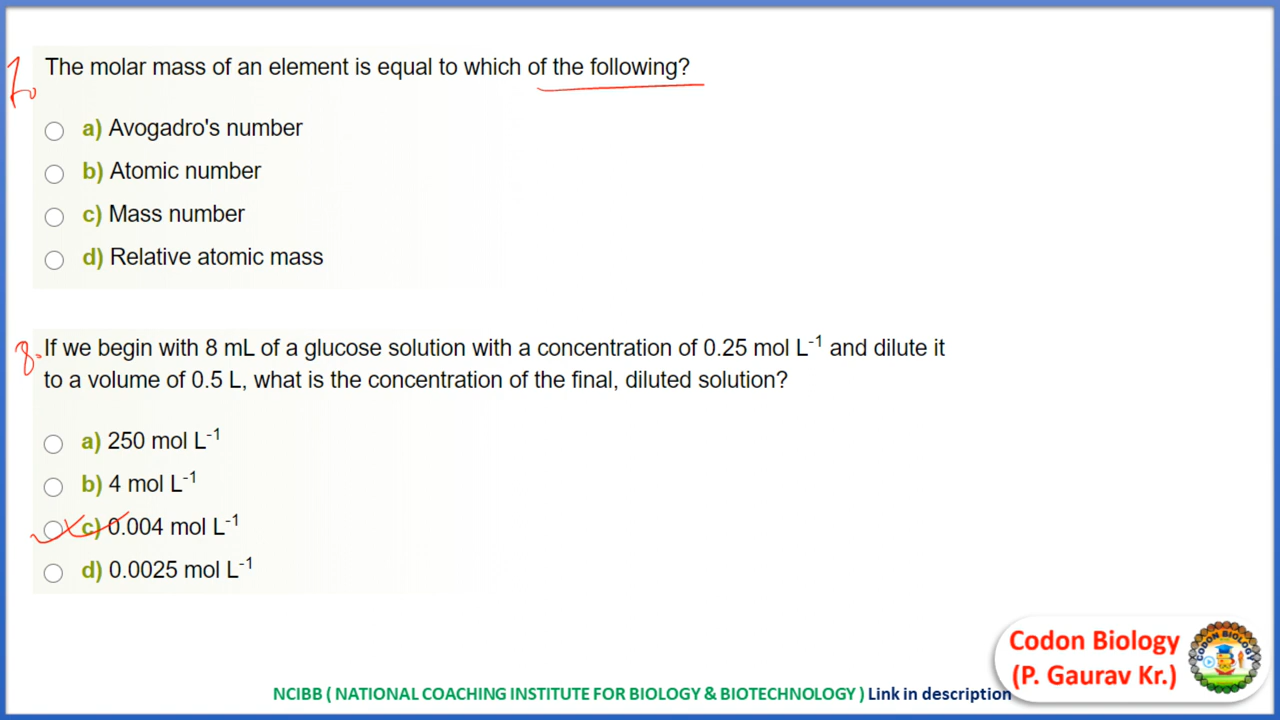 7.
The molar mass of an element is equal to which of the following?
a) Avogadro's number
b) Atomic number
c) Mass number
d) Relative atomic mass
8.
If we begin with 8 mL of a glucose solution with a concentration of 0.25 mol L⁻¹ and dilute it
to a volume of 0.5 L, what is the concentration of the final, diluted solution?
a) 250 mol L⁻¹
b) 4 mol L⁻¹
c) 0.004 mol L⁻¹
d) 0.0025 mol L⁻¹
Codon Biology
(P. Gaurav Kr.)
CODON BIOLOGY
NCIBB ( NATIONAL COACHING INSTITUTE FOR BIOLOGY & BIOTECHNOLOGY ) Link in description